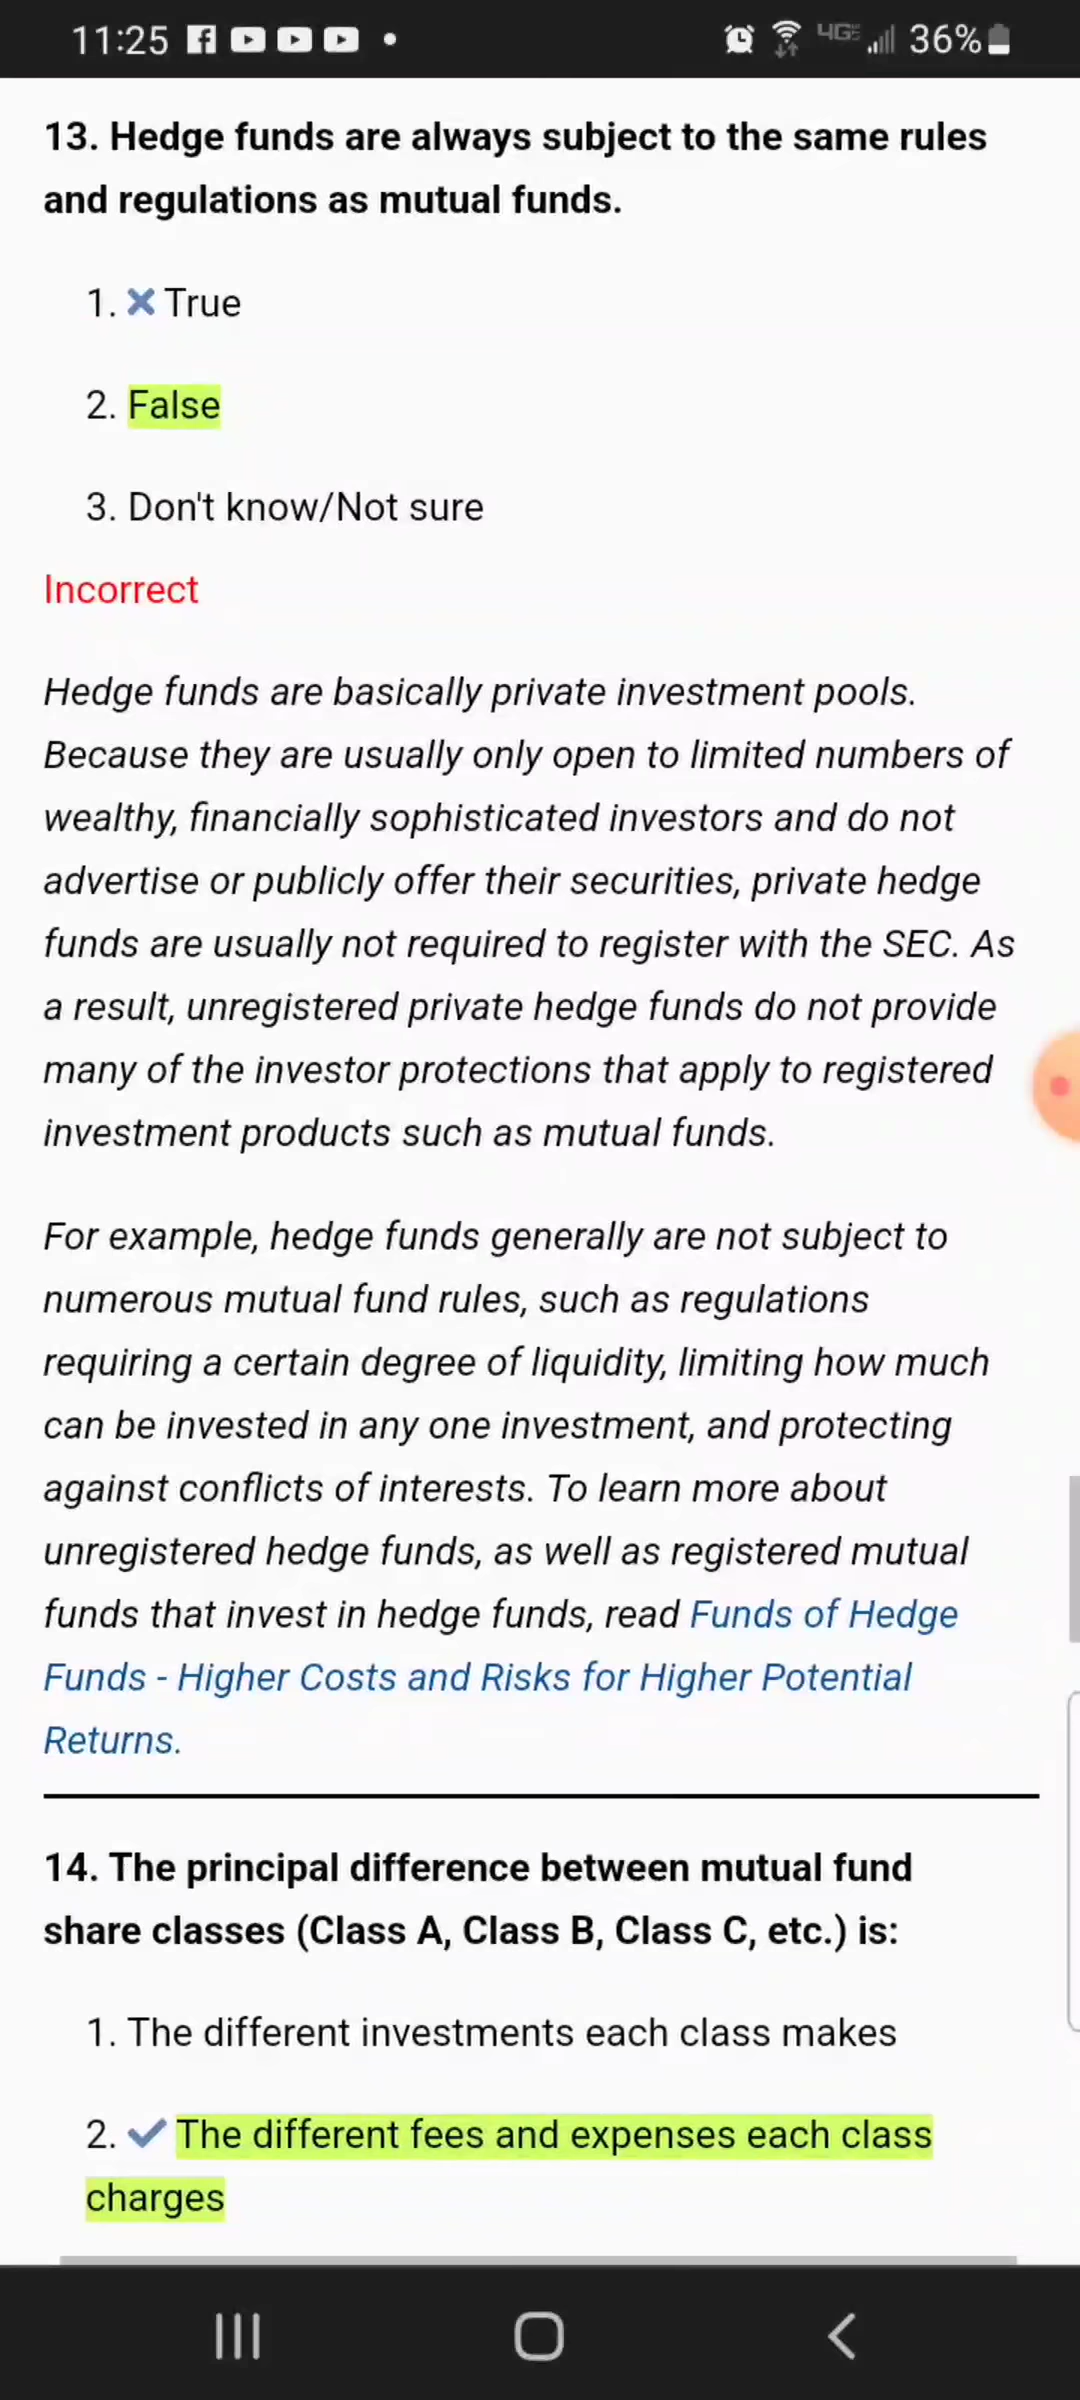 11:25
4GE
36%
13. Hedge funds are always subject to the same rules
and regulations as mutual funds.
1. True
2. False
3. Don't know/Not sure
Incorrect
Hedge funds are basically private investment pools.
Because they are usually only open to limited numbers of
wealthy, financially sophisticated investors and do not
advertise or publicly offer their securities, private hedge
funds are usually not required to register with the SEC. As
a result, unregistered private hedge funds do not provide
many of the investor protections that apply to registered
investment products such as mutual funds.
For example, hedge funds generally are not subject to
numerous mutual fund rules, such as regulations
requiring a certain degree of liquidity, limiting how much
can be invested in any one investment, and protecting
against conflicts of interests. To learn more about
unregistered hedge funds, as well as registered mutual
funds that invest in hedge funds, read Funds of Hedge
Funds - Higher Costs and Risks for Higher Potential
Returns.
14. The principal difference between mutual fund
share classes (Class A, Class B, Class C, etc.) is:
1. The different investments each class makes
2. The different fees and expenses each class
charges